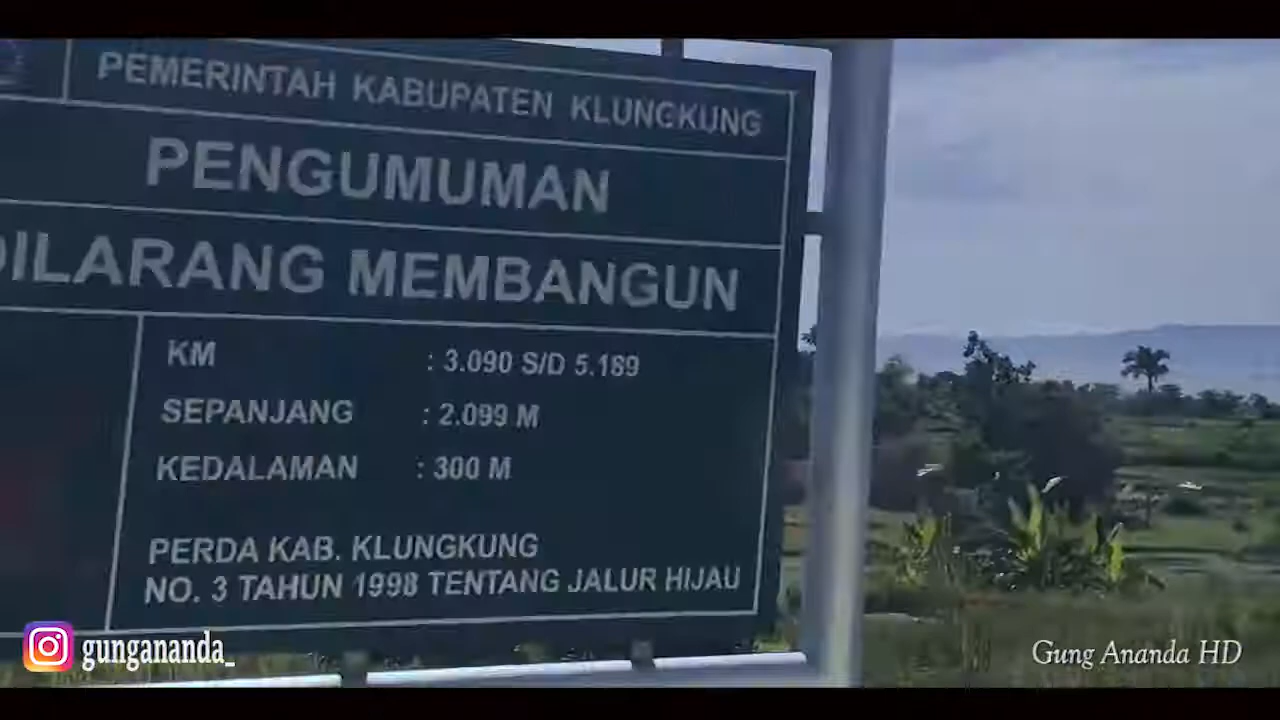 PEMERINTAH KABUPATEN KLUNGKUNG
PENGUMUMAN
DILARANG MEMBANGUN
KM : 3.090 S/D 5.189
SEPANJANG : 2.099 M
KEDALAMAN : 300 M
PERDA KAB. KLUNGKUNG
NO. 3 TAHUN 1998 TENTANG JALUR HIJAU
gungananda_
Gung Ananda HD